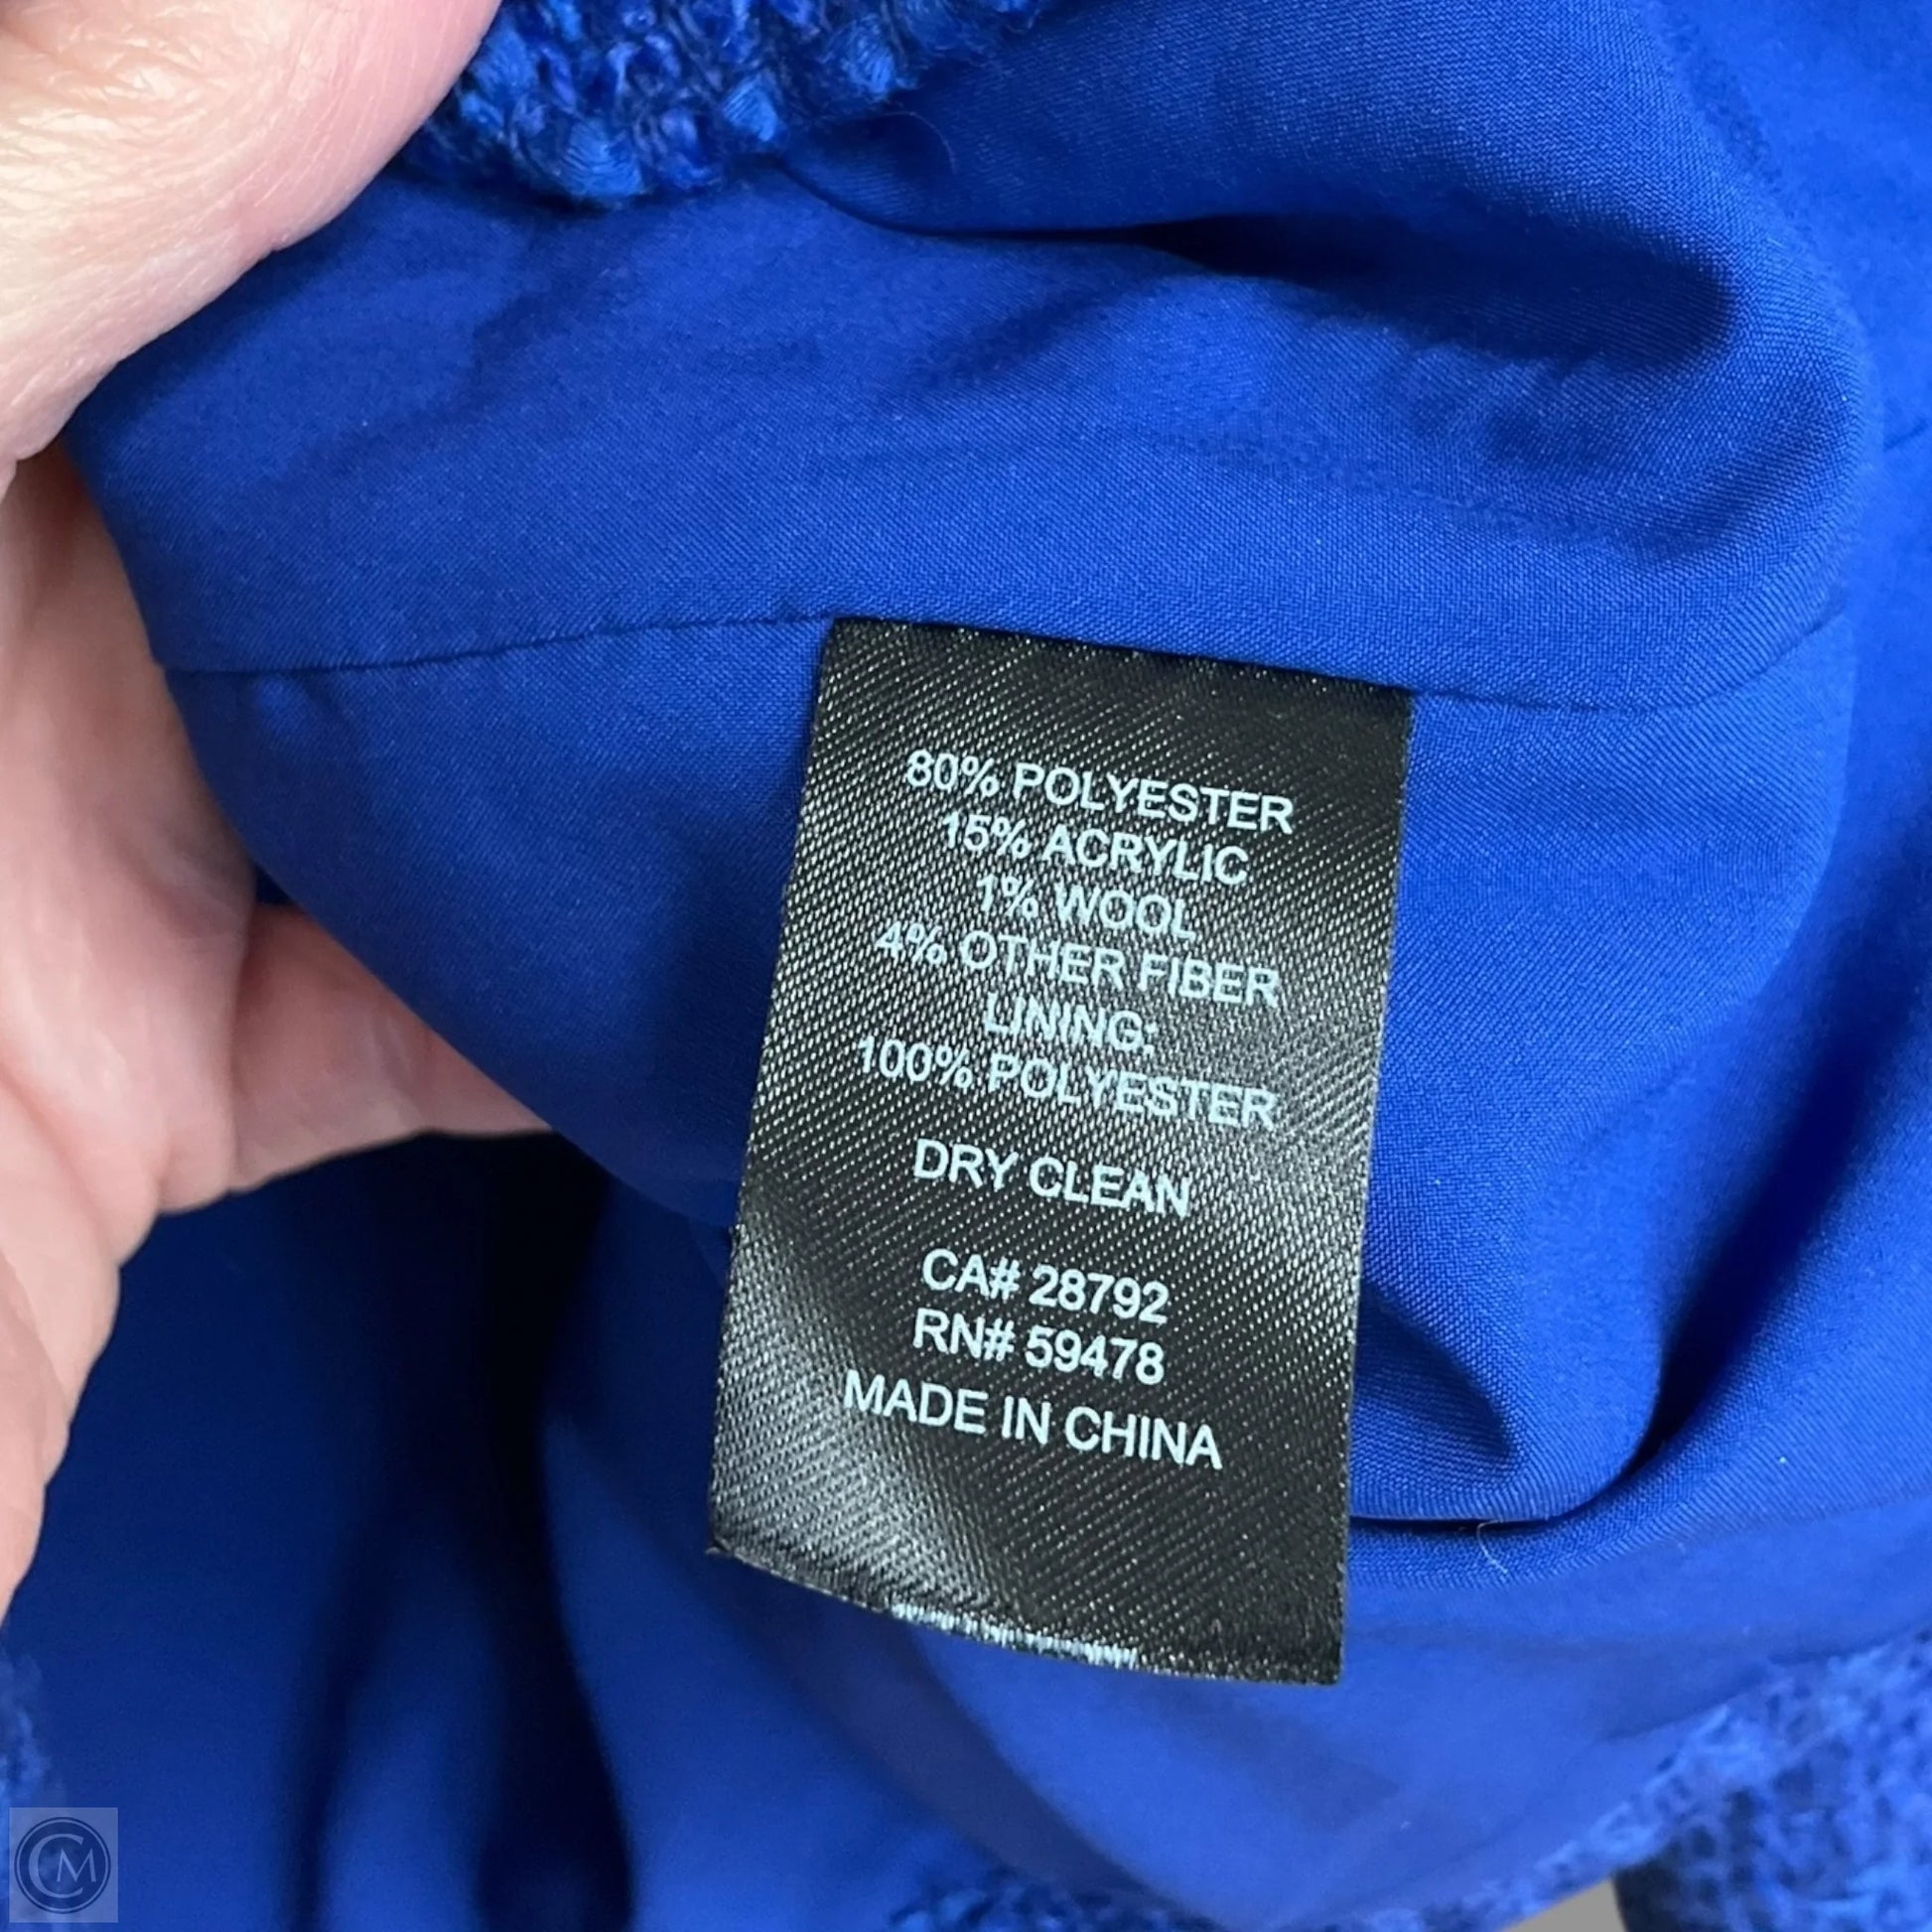 80% POLYESTER
15% ACRYLIC
1% WOOL
4% OTHER FIBER
LINING:
100% POLYESTER
DRY CLEAN
CA# 28792
RN# 59478
MADE IN CHINA
CM